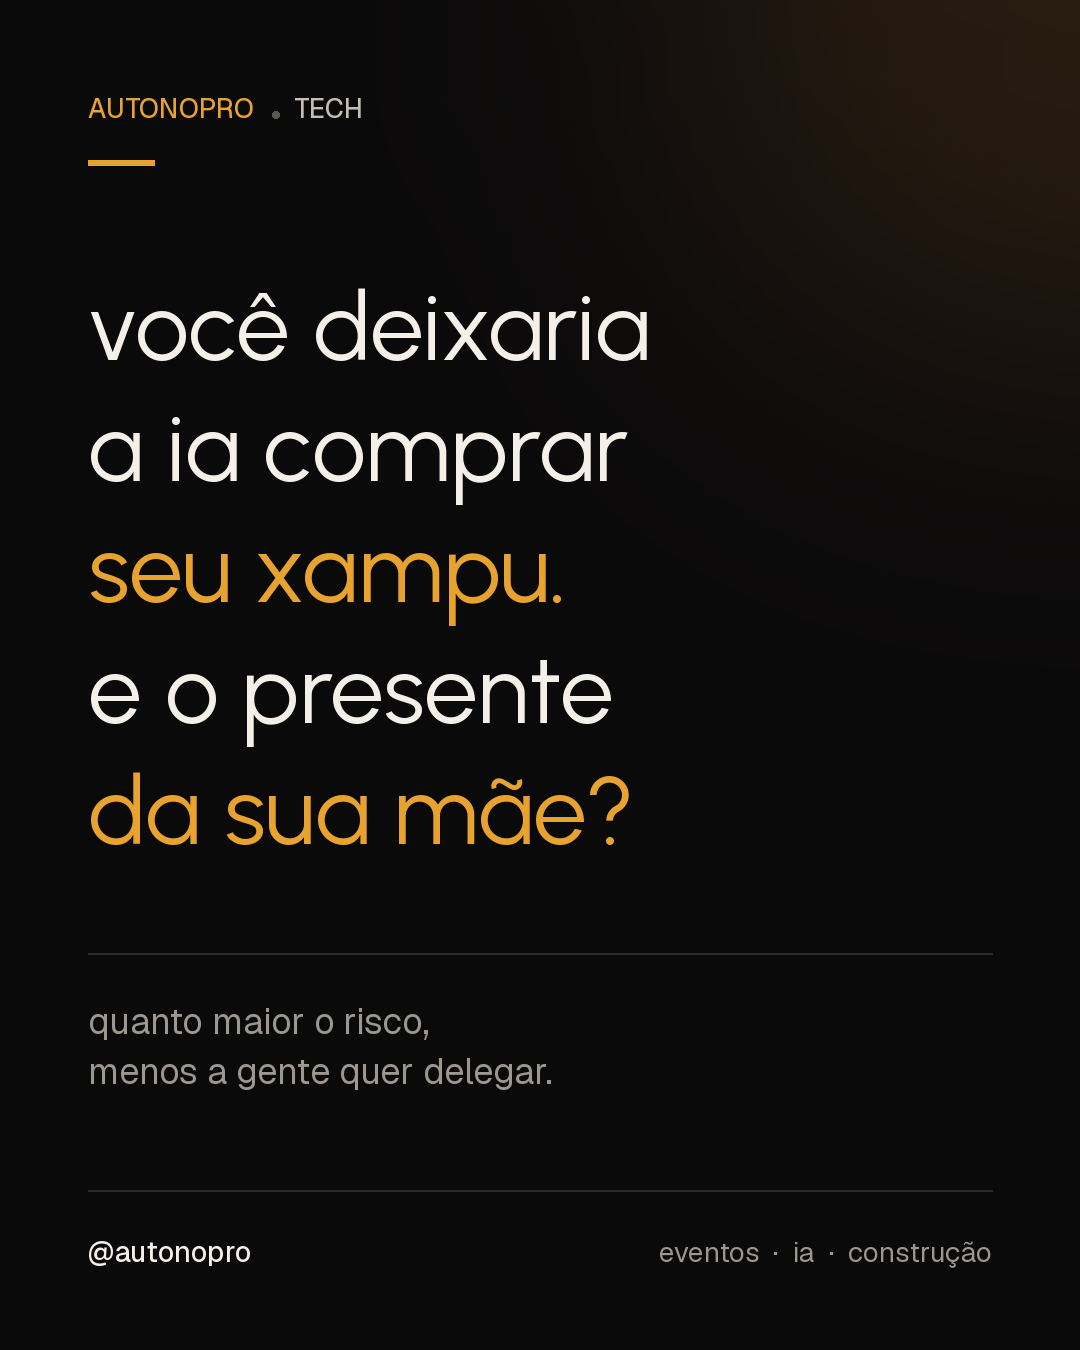 AUTONOPRO • TECH
você deixaria
a ia comprar
seu xampu.
e o presente
da sua mãe?
quanto maior o risco,
menos a gente quer delegar.
@autonopro
eventos · ia · construção